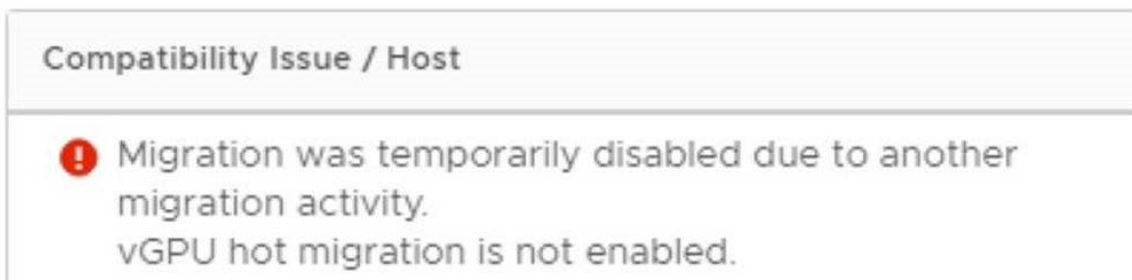 Compatibility Issue / Host
Migration was temporarily disabled due to another
migration activity.
vGPU hot migration is not enabled.